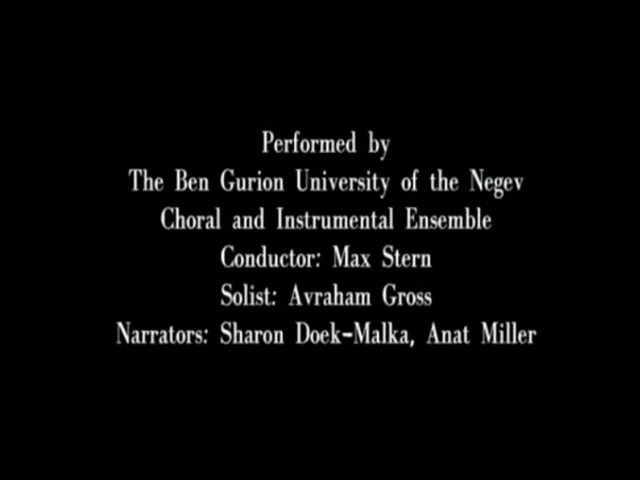 Performed by
The Ben Gurion University of the Negev
Choral and Instrumental Ensemble
Conductor: Max Stern
Solist: Avraham Gross
Narrators: Sharon Doek-Malka, Anat Miller